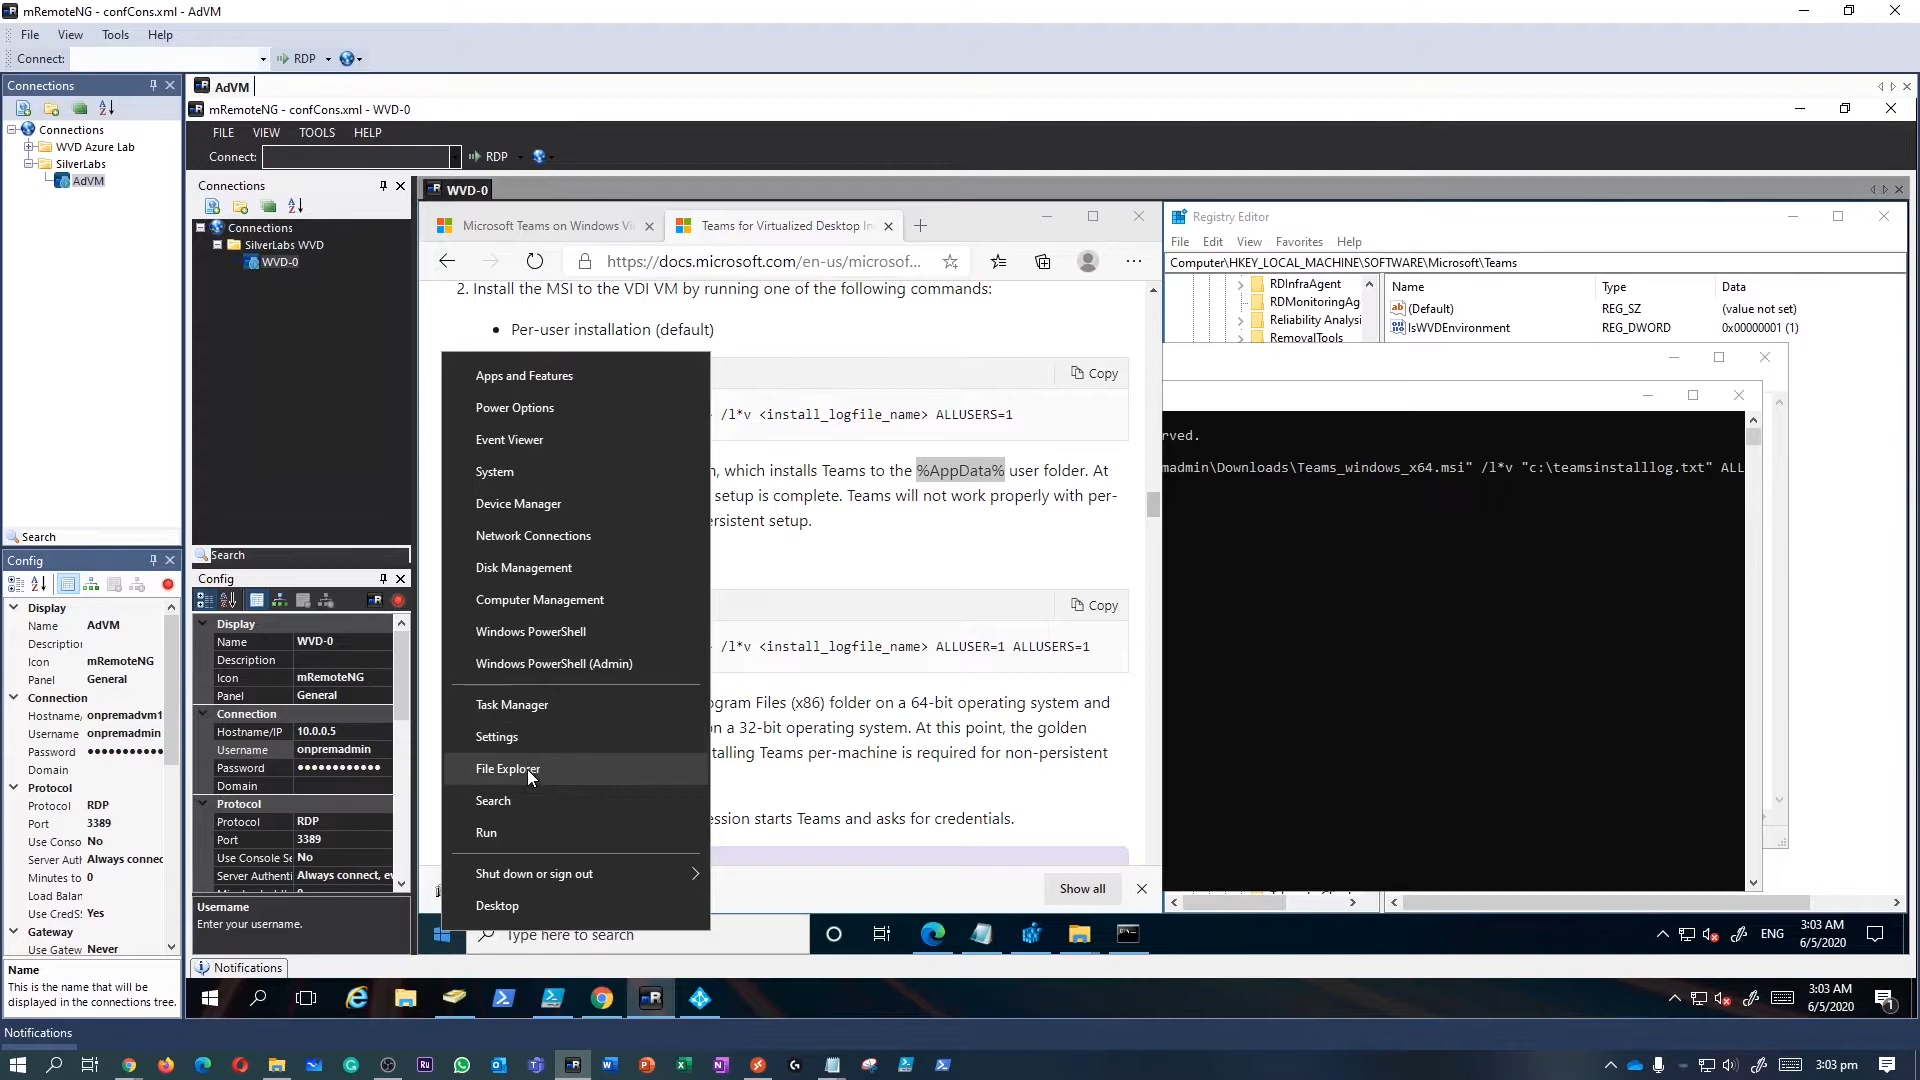 mRemoteNG - confCons.xml - AdVM
File View Tools Help
Connect: RDP
Connections
Connections
WVD Azure Lab
SilverLabs
AdVM
Search
Config
Display
Name AdVM
Description
Icon mRemoteNG
Panel General
Connection
Hostname, onpremadvm1
Username onpremadmin
Password ●●●●●●●●●●
Domain
Protocol
Protocol RDP
Port 3389
Use Conso No
Server Auth Always connec
Minutes to 0
Load Balan
Use CredS! Yes
Gateway
Use Gatew Never
Name
This is the name that will be
displayed in the connections tree.
Notifications
AdVM
mRemoteNG - confCons.xml - WVD-0
FILE VIEW TOOLS HELP
Connect: RDP
Connections
Connections
SilverLabs WVD
WVD-0
Search
Config
Display
Name WVD-0
Description
Icon mRemoteNG
Panel General
Connection
Hostname/IP 10.0.0.5
Username onpremadmin
Password ●●●●●●●●●●●●
Domain
Protocol
Protocol RDP
Port 3389
Use Console Se No
Server Authenti Always connect, ev
Username
Enter your username.
Notifications
WVD-0
Microsoft Teams on Windows Vi
Teams for Virtualized Desktop In
https://docs.microsoft.com/en-us/microsof...
2. Install the MSI to the VDI VM by running one of the following commands:
• Per-user installation (default)
Copy
/l*v <install_logfile_name> ALLUSERS=1
, which installs Teams to the %AppData% user folder. At
setup is complete. Teams will not work properly with per-
ersistent setup.
Copy
/l*v <install_logfile_name> ALLUSER=1 ALLUSERS=1
ogram Files (x86) folder on a 64-bit operating system and
n a 32-bit operating system. At this point, the golden
talling Teams per-machine is required for non-persistent
ession starts Teams and asks for credentials.
Show all
Apps and Features
Power Options
Event Viewer
System
Device Manager
Network Connections
Disk Management
Computer Management
Windows PowerShell
Windows PowerShell (Admin)
Task Manager
Settings
File Explorer
Search
Run
Shut down or sign out
Desktop
Type here to search
Registry Editor
File Edit View Favorites Help
Computer\HKEY_LOCAL_MACHINE\SOFTWARE\Microsoft\Teams
RDInfraAgent
RDMonitoringAg
Reliability Analysi
RemovalTools
Name Type Data
(Default) REG_SZ (value not set)
IsWVDEnvironment REG_DWORD 0x00000001 (1)
rved.
madmin\Downloads\Teams_windows_x64.msi" /l*v "c:\teamsinstalllog.txt" ALL
ENG
3:03 AM
6/5/2020
3:03 AM
6/5/2020
1
3:03 pm